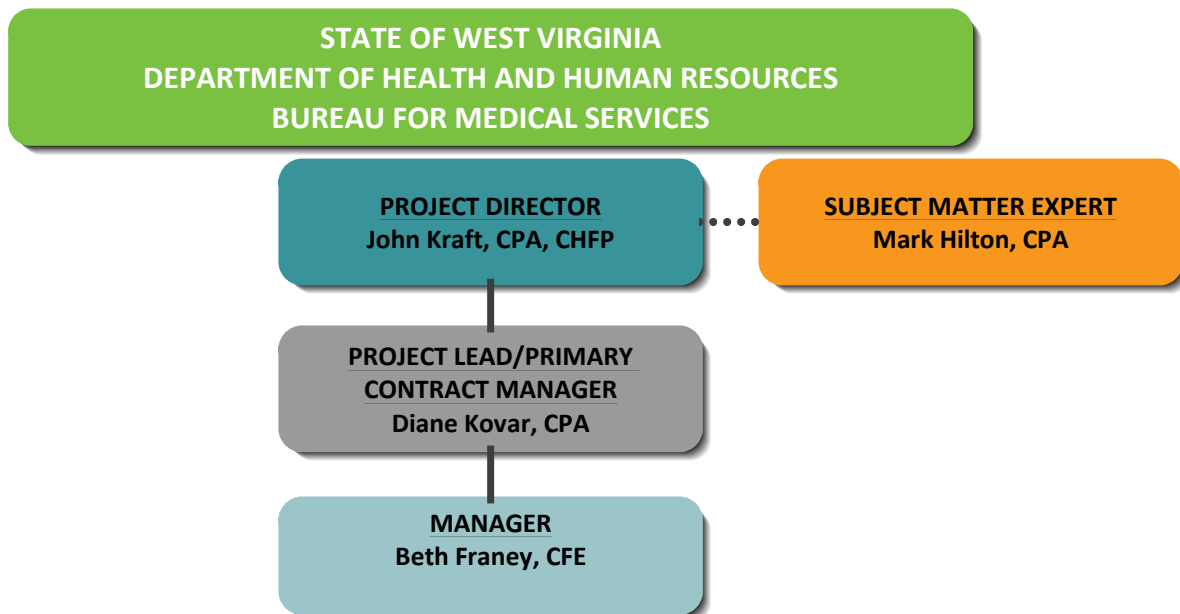 STATE OF WEST VIRGINIA
DEPARTMENT OF HEALTH AND HUMAN RESOURCES
BUREAU FOR MEDICAL SERVICES
PROJECT DIRECTOR
John Kraft, CPA, CHFP
SUBJECT MATTER EXPERT
Mark Hilton, CPA
PROJECT LEAD/PRIMARY
CONTRACT MANAGER
Diane Kovar, CPA
MANAGER
Beth Franey, CFE